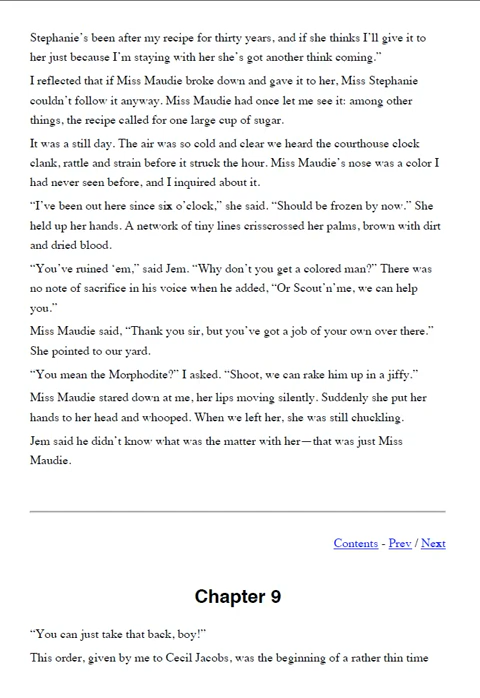 Stephanie’s been after my recipe for thirty years, and if she thinks I’ll give it to
her just because I’m staying with her she’s got another think coming.”
I reflected that if Miss Maudie broke down and gave it to her, Miss Stephanie
couldn’t follow it anyway. Miss Maudie had once let me see it: among other
things, the recipe called for one large cup of sugar.
It was a still day. The air was so cold and clear we heard the courthouse clock
clank, rattle and strain before it struck the hour. Miss Maudie’s nose was a color I
had never seen before, and I inquired about it.
“I’ve been out here since six o’clock,” she said. “Should be frozen by now.” She
held up her hands. A network of tiny lines crisscrossed her palms, brown with dirt
and dried blood.
“You’ve ruined ‘em,” said Jem. “Why don’t you get a colored man?” There was
no note of sacrifice in his voice when he added, “Or Scout’n’me, we can help
you.”
Miss Maudie said, “Thank you sir, but you’ve got a job of your own over there.”
She pointed to our yard.
“You mean the Morphodite?” I asked. “Shoot, we can rake him up in a jiffy.”
Miss Maudie stared down at me, her lips moving silently. Suddenly she put her
hands to her head and whooped. When we left her, she was still chuckling.
Jem said he didn’t know what was the matter with her—that was just Miss
Maudie.
Contents - Prev / Next
Chapter 9
“You can just take that back, boy!”
This order, given by me to Cecil Jacobs, was the beginning of a rather thin time